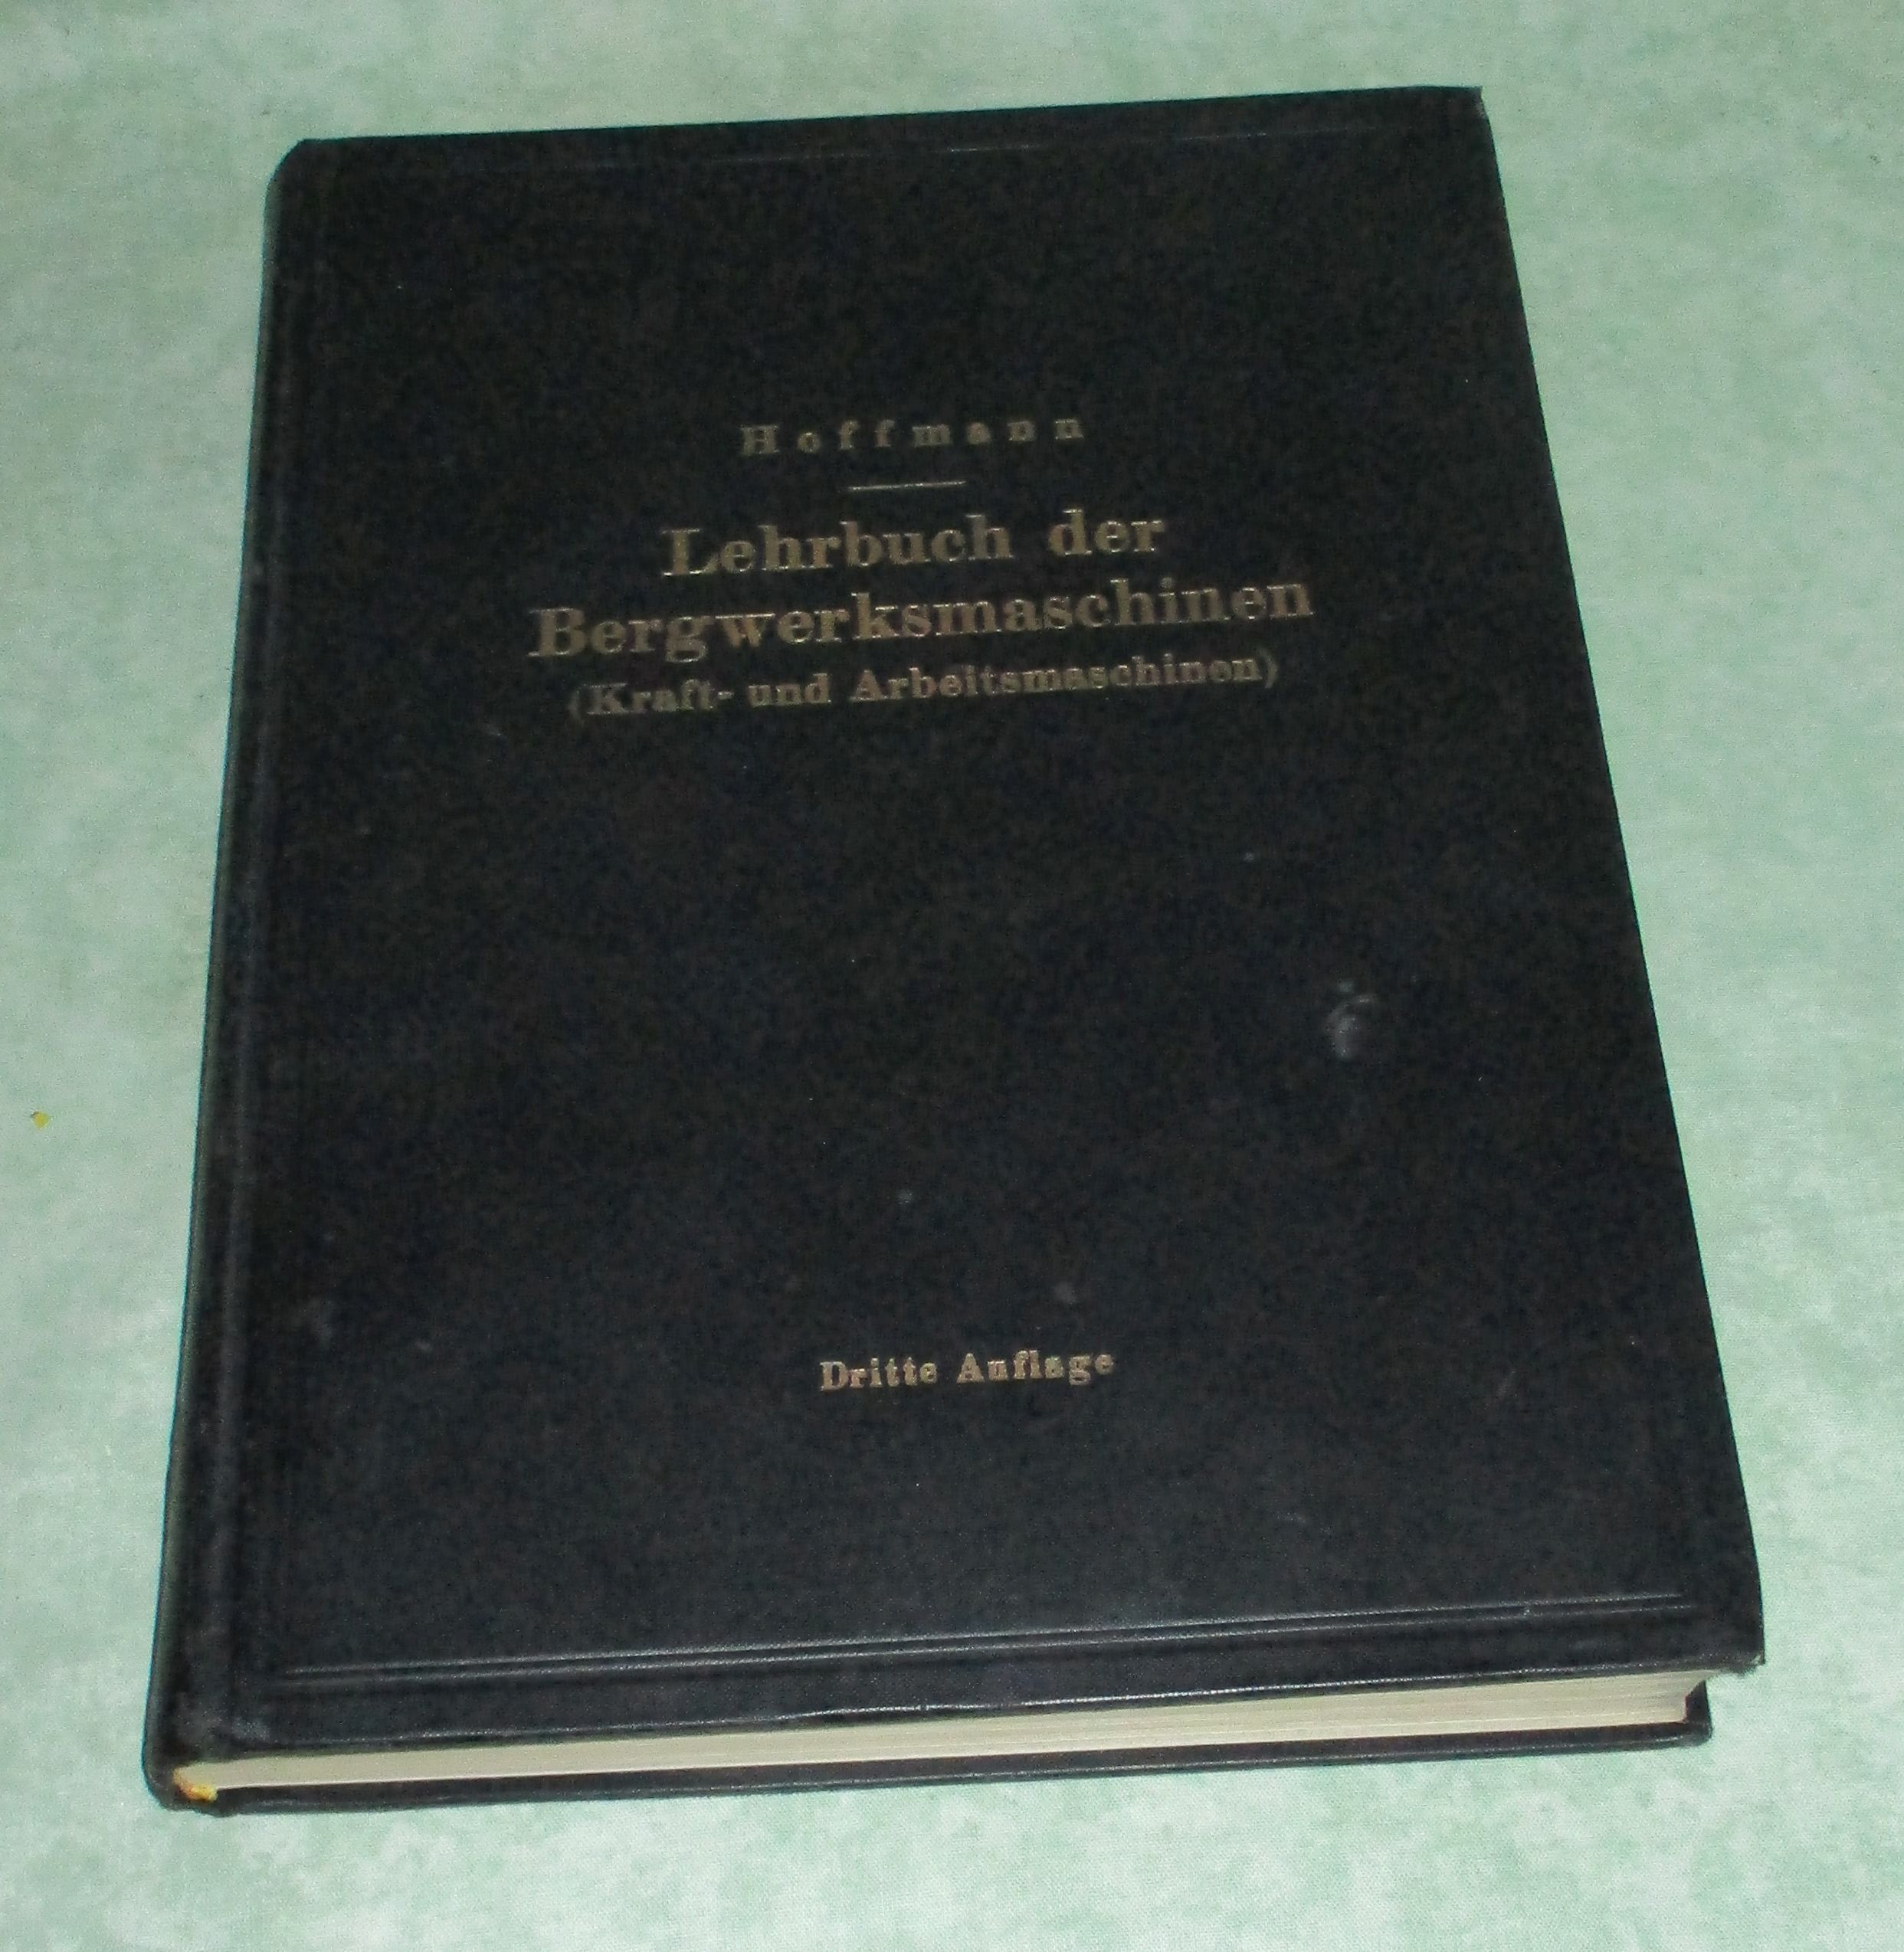 Hoffmann
Lehrbuch der
Bergwerksmaschinen
(Kraft- und Arbeitsmaschinen)
Dritte Auflage